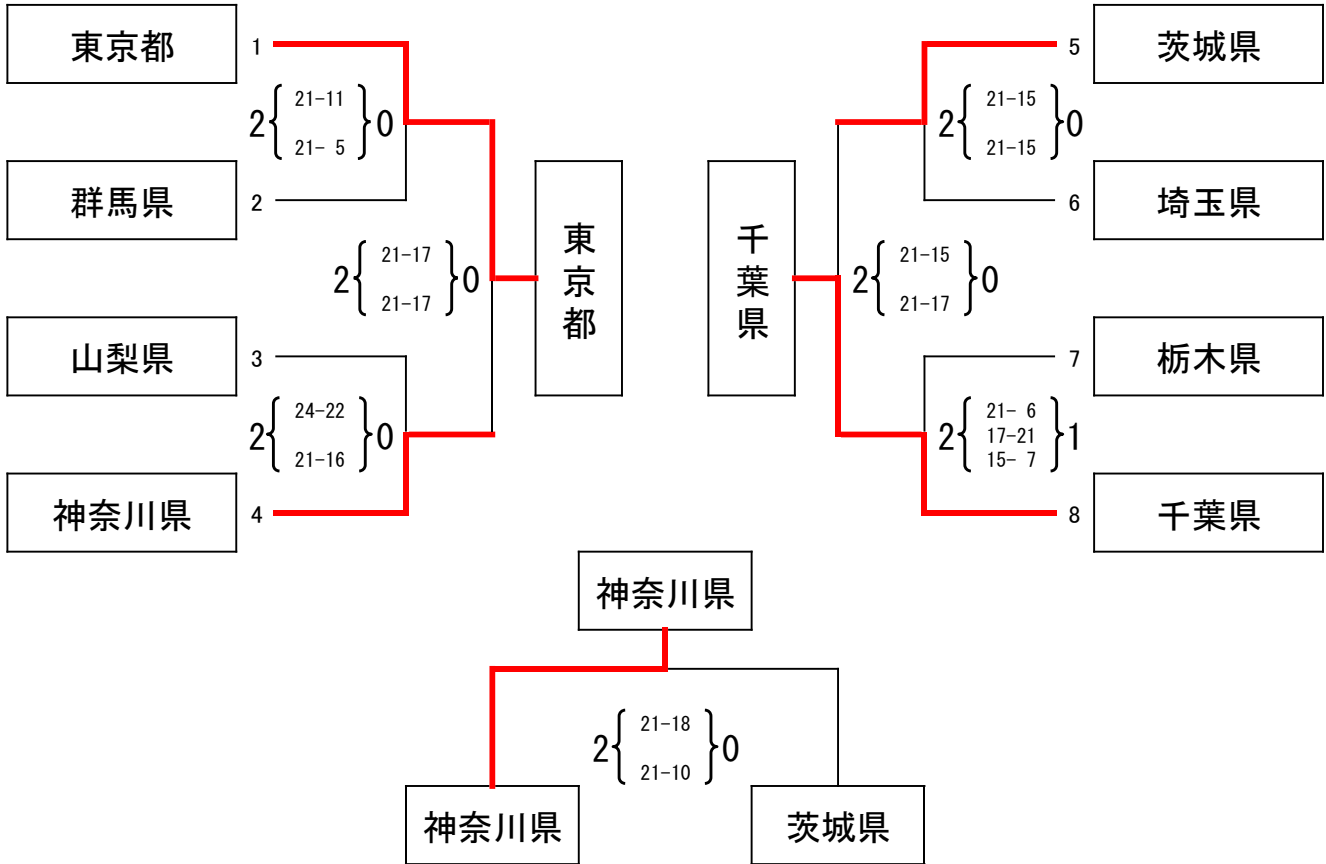 東京都 1
5 茨城県
2{ 21-11 }0
21- 5
2{ 21-15 }0
21-15
群馬県 2
6 埼玉県
東京都
千葉県
2{ 21-17 }0
21-17
2{ 21-15 }0
21-17
山梨県 3
7 栃木県
2{ 24-22 }0
21-16
2{ 21- 6 }1
17-21
15- 7
神奈川県 4
8 千葉県
神奈川県
2{ 21-18 }0
21-10
神奈川県
茨城県